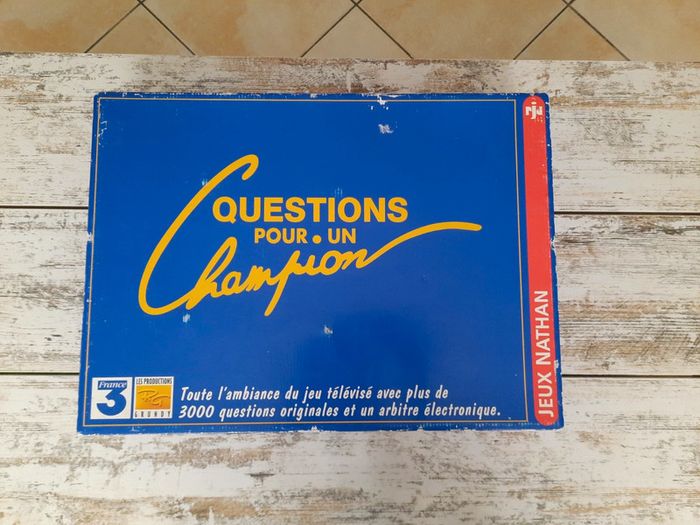 QUESTIONS
POUR UN
Champion
France
3
LES PRODUCTIONS
GRUNDY
Toute l'ambiance du jeu télévisé avec plus de
3000 questions originales et un arbitre électronique.
JEUX NATHAN